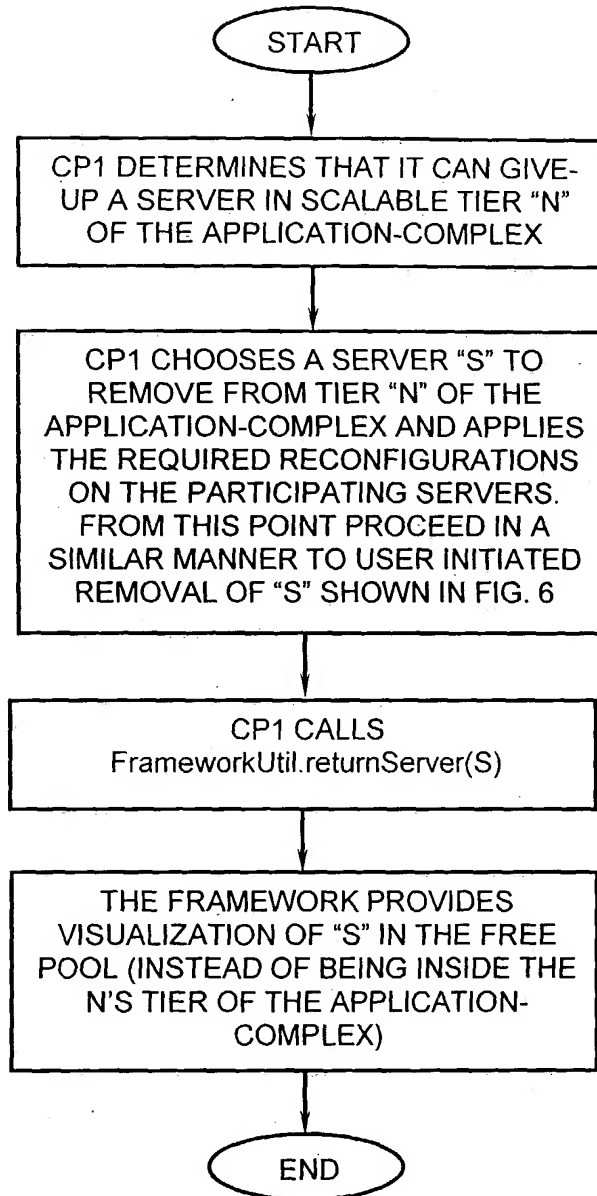 START
CP1 DETERMINES THAT IT CAN GIVE-
UP A SERVER IN SCALABLE TIER “N”
OF THE APPLICATION-COMPLEX
CP1 CHOOSES A SERVER “S” TO
REMOVE FROM TIER “N” OF THE
APPLICATION-COMPLEX AND APPLIES
THE REQUIRED RECONFIGURATIONS
ON THE PARTICIPATING SERVERS.
FROM THIS POINT PROCEED IN A
SIMILAR MANNER TO USER INITIATED
REMOVAL OF “S” SHOWN IN FIG. 6
CP1 CALLS
FrameworkUtil.returnServer(S)
THE FRAMEWORK PROVIDES
VISUALIZATION OF “S” IN THE FREE
POOL (INSTEAD OF BEING INSIDE THE
N'S TIER OF THE APPLICATION-
COMPLEX)
END